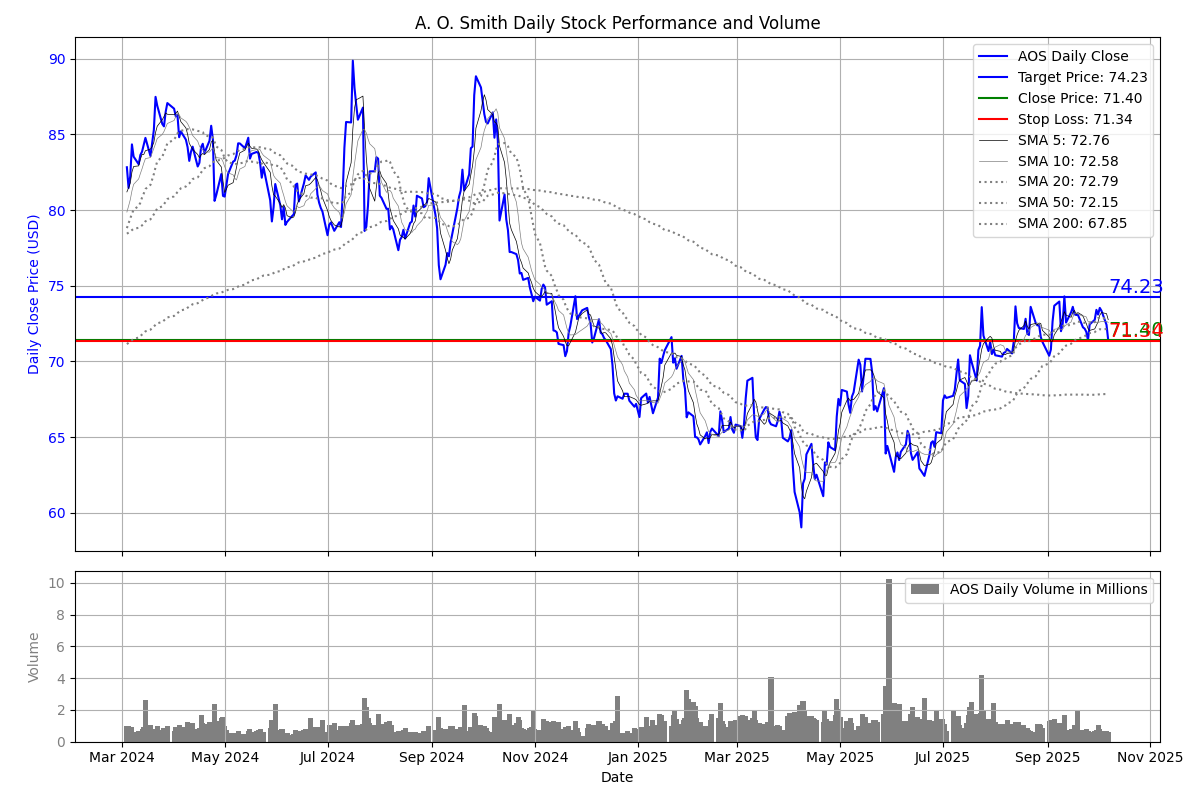 A. O. Smith Daily Stock Performance and Volume
Daily Close Price (USD)
90
85
80
75
70
65
60
AOS Daily Close
Target Price: 74.23
Close Price: 71.40
Stop Loss: 71.34
SMA 5: 72.76
SMA 10: 72.58
SMA 20: 72.79
SMA 50: 72.15
SMA 200: 67.85
74.23
71.40
71.34
Volume
10
8
6
4
2
0
AOS Daily Volume in Millions
Mar 2024
May 2024
Jul 2024
Sep 2024
Nov 2024
Jan 2025
Mar 2025
May 2025
Jul 2025
Sep 2025
Nov 2025
Date